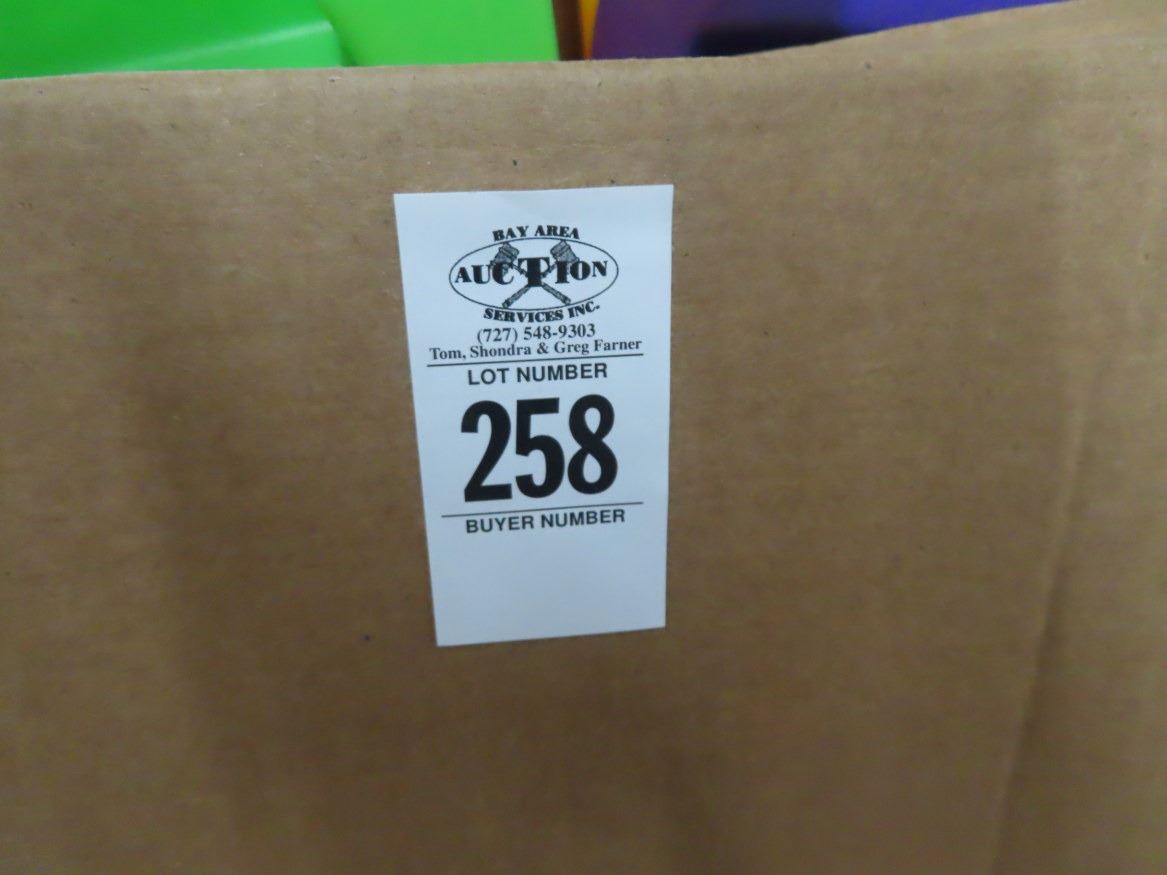 BAY AREA
AUCTION
SERVICES INC.
(727) 548-9303
Tom, Shondra & Greg Farner
LOT NUMBER
258
BUYER NUMBER